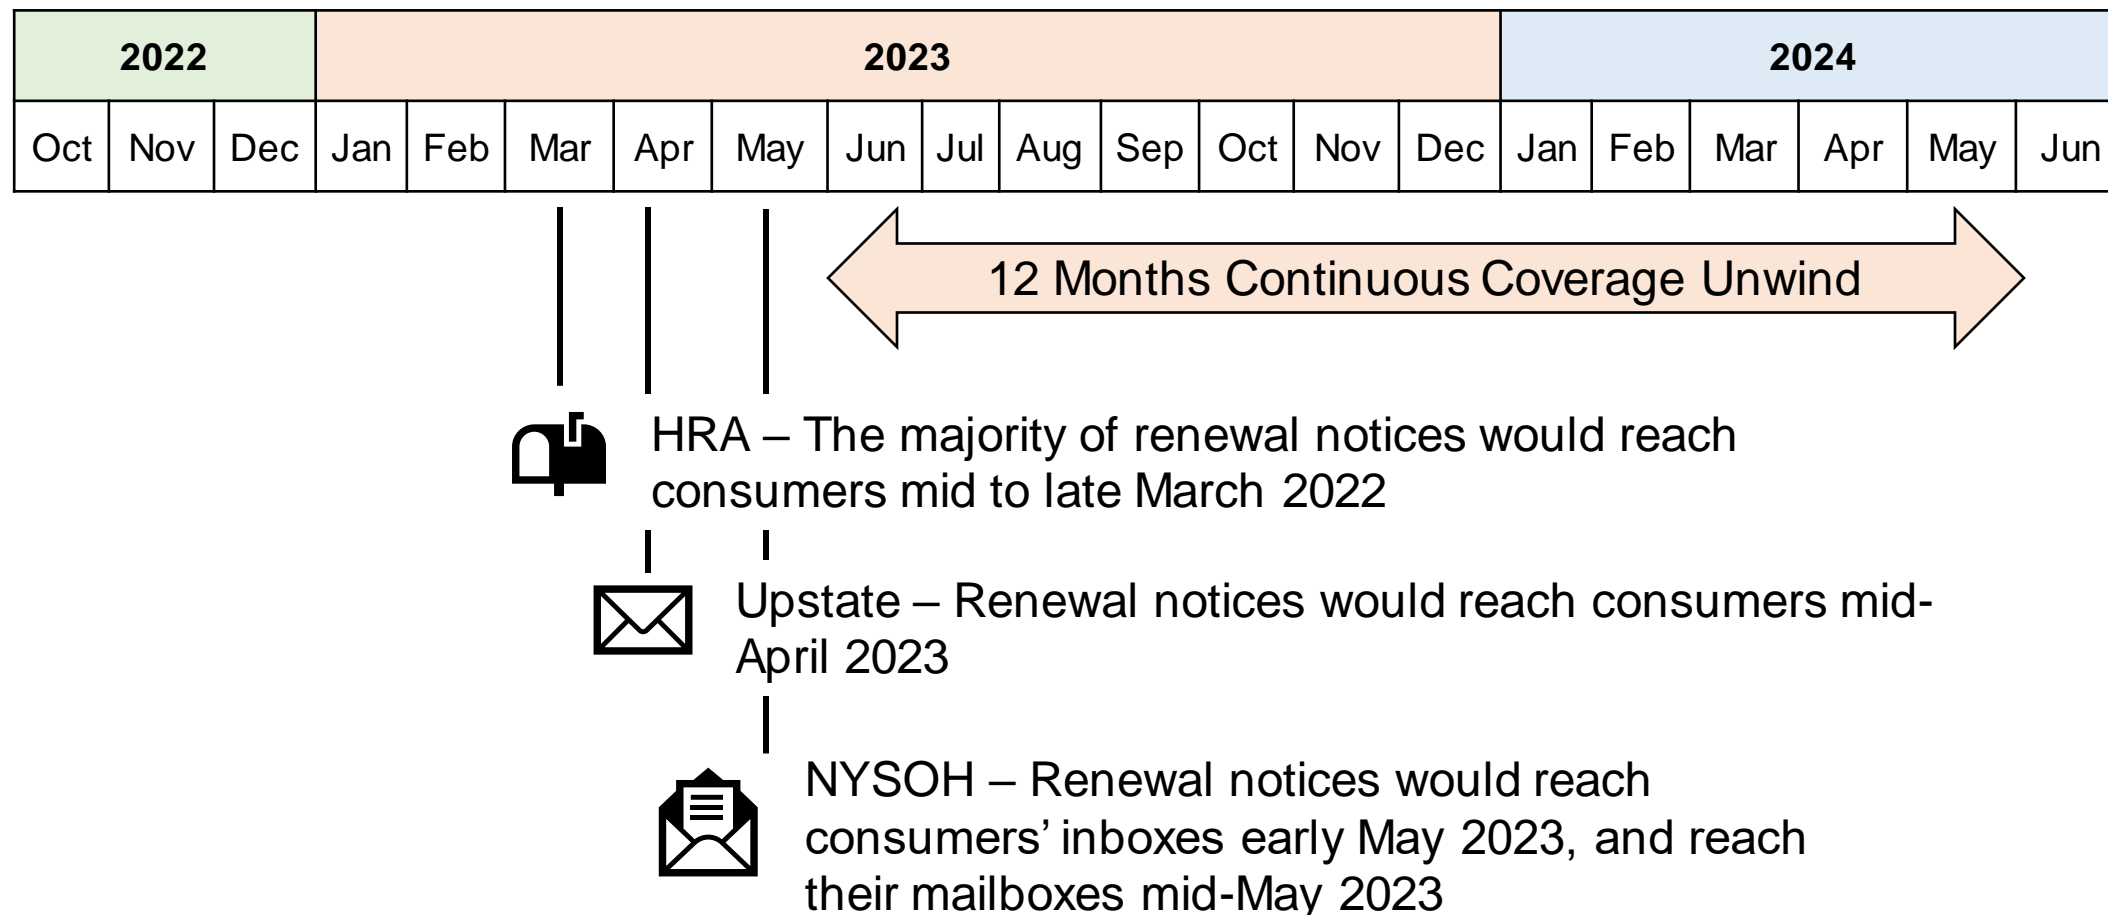 2022 2023 2024
Oct Nov Dec Jan Feb Mar Apr May Jun Jul Aug Sep Oct Nov Dec Jan Feb Mar Apr May Jun
12 Months Continuous Coverage Unwind
HRA – The majority of renewal notices would reach
consumers mid to late March 2022
Upstate – Renewal notices would reach consumers mid-
April 2023
NYSOH – Renewal notices would reach
consumers’ inboxes early May 2023, and reach
their mailboxes mid-May 2023